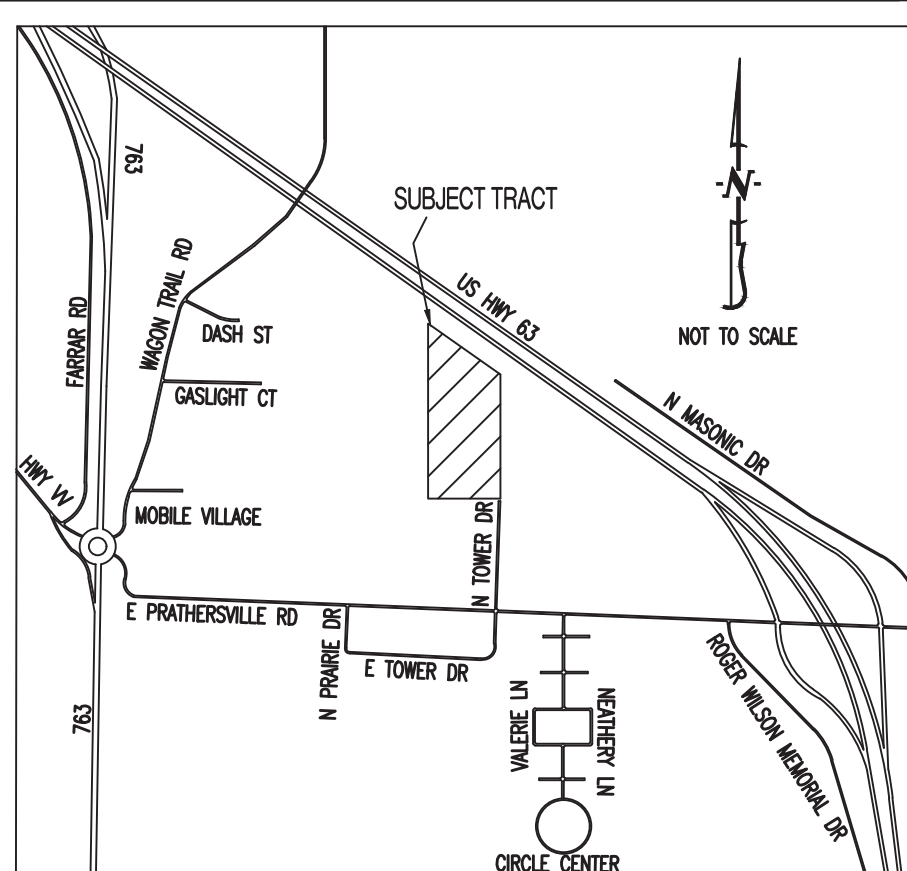 763
SUBJECT TRACT
N
NOT TO SCALE
US HWY 63
WAGON TRAIL RD
FARRAR RD
DASH ST
GASLIGHT CT
N MASONIC DR
HWY VV
MOBILE VILLAGE
N TOWER DR
E PRATHERSVILLE RD
N PRAIRIE DR
E TOWER DR
763
VALERIE LN
NEATHERY LN
ROGER WILSON MEMORIAL DR
CIRCLE CENTER